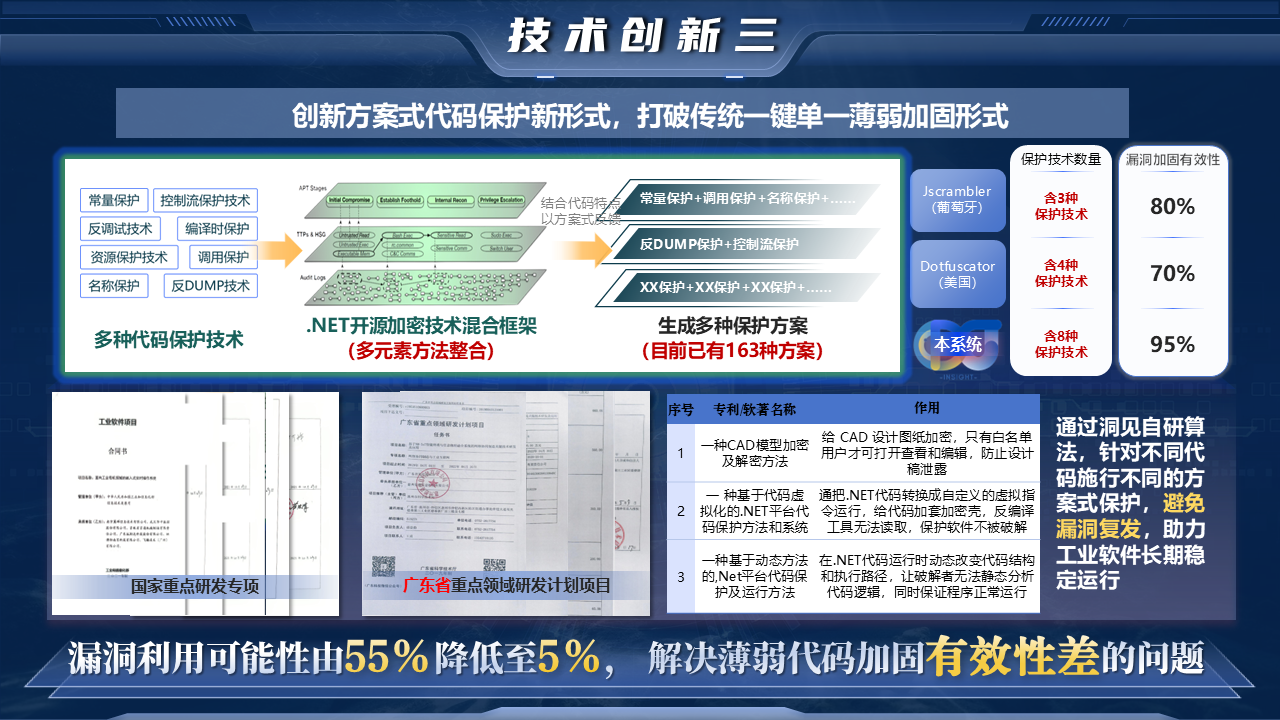 技术创新三
创新方案式代码保护新形式，打破传统一键单一薄弱加固形式
常量保护
控制流保护技术
反调试技术
编译时保护
资源保护技术
调用保护
名称保护
反DUMP技术
多种代码保护技术
APT Stages
Initial Compromise
Establish Foothold
Internal Recon
Privilege Escalation
TTPs & HSG
Untrusted Read
Bash Exec
Sensitive Read
Sudo Exec
Untrusted Exec
rc.common
Sensitive Comm
Switch User
Executable Mem
C&C Comms
Audit Logs
.NET开源加密技术混合框架
（多元素方法整合）
结合代码特点
以方案式反馈
常量保护+调用保护+名称保护+……
反DUMP保护+控制流保护
XX保护+XX保护+XX保护+……
生成多种保护方案
（目前已有163种方案）
Jscrambler
(葡萄牙)
Dotfuscator
(美国)
本系统
保护技术数量
含3种
保护技术
含4种
保护技术
含8种
保护技术
漏洞加固有效性
80%
70%
95%
工业软件项目
合同书
国家重点研发专项
广东省重点领域研发计划项目
任务书
广东省重点领域研发计划项目
序号 专利/软著名称 作用
1 一种CAD模型加密及解密方法 给 CAD 设计图纸加密，只有白名单用户才可打开查看和编辑，防止设计稿泄露
2 一 种基于代码虚拟化的.NET平台代码保护方法和系统 通把.NET代码转换成自定义的虚拟指令运行，给代码加套加密壳，反编译工具无法读取，保护软件不被破解
3 一种基于动态方法的,Net平台代码保护及运行方法 在.NET代码运行时动态改变代码结构和执行路径，让破解者无法静态分析代码逻辑，同时保证程序正常运行
通过洞见自研算
法，针对不同代
码施行不同的方
案式保护，避免
漏洞复发，助力
工业软件长期稳
定运行
漏洞利用可能性由55%降低至5%， 解决薄弱代码加固有效性差的问题